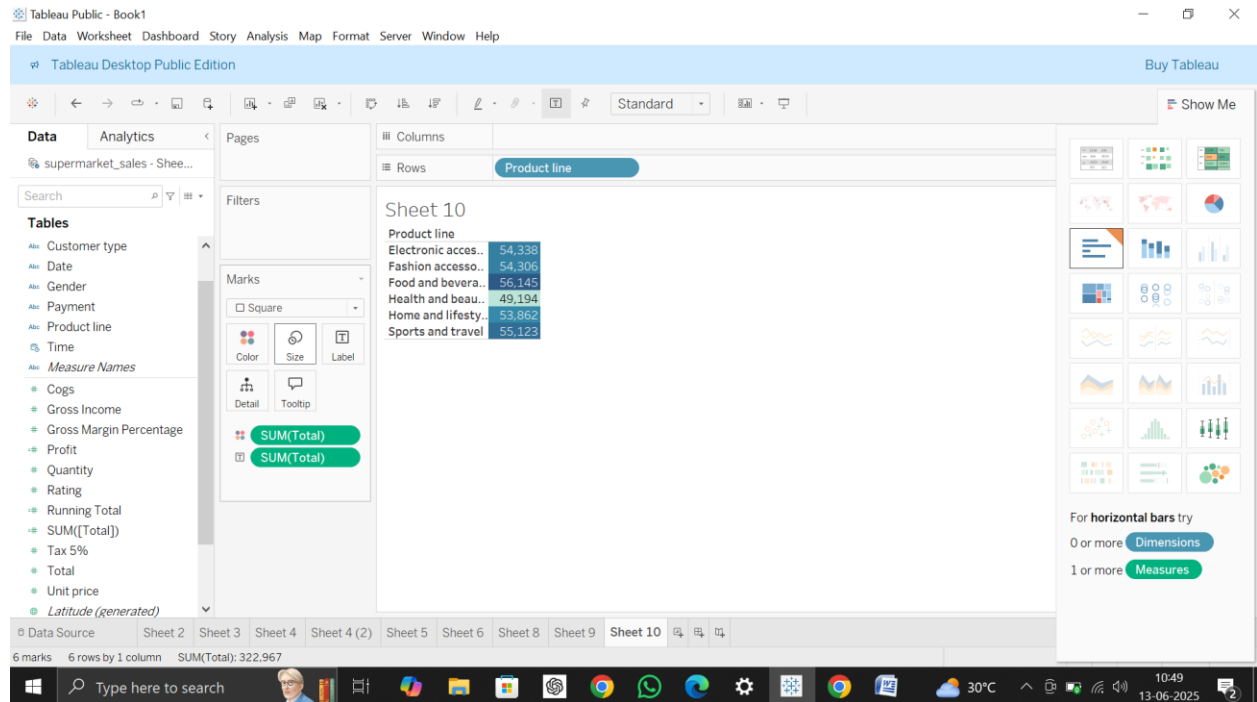 Tableau Public - Book1
File Data Worksheet Dashboard Story Analysis Map Format Server Window Help
Tableau Desktop Public Edition
Buy Tableau
Standard
Show Me
Data
Analytics
Pages
Columns
supermarket_sales - Shee...
Rows
Product line
Search
Filters
Tables
Sheet 10
Product line
Abc Customer type
Abc Date
Abc Gender
Abc Payment
Abc Product line
Time
Abc Measure Names
Cogs
Gross Income
Gross Margin Percentage
Profit
Quantity
Rating
Running Total
SUM([Total])
Tax 5%
Total
Unit price
Latitude (generated)
Marks
Square
Color Size Label
Detail Tooltip
SUM(Total)
SUM(Total)
Electronic acces.. 54,338
Fashion accesso.. 54,306
Food and bevera.. 56,145
Health and beau.. 49,194
Home and lifesty.. 53,862
Sports and travel 55,123
For horizontal bars try
0 or more Dimensions
1 or more Measures
Data Source Sheet 2 Sheet 3 Sheet 4 Sheet 4 (2) Sheet 5 Sheet 6 Sheet 8 Sheet 9 Sheet 10
6 marks 6 rows by 1 column SUM(Total): 322,967
Type here to search
30°C
10:49
13-06-2025
2